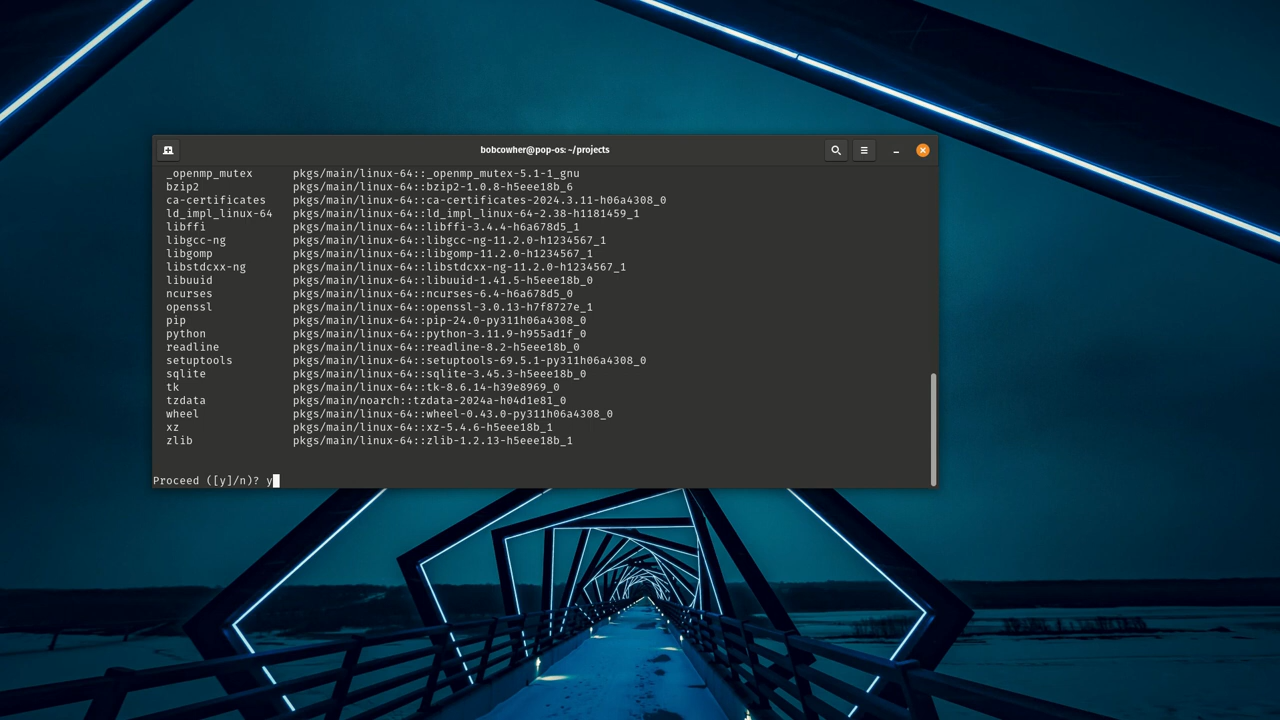 bobcowher@pop-os: ~/projects
_openmp_mutex pkgs/main/linux-64::_openmp_mutex-5.1-1_gnu
bzip2 pkgs/main/linux-64::bzip2-1.0.8-h5eee18b_6
ca-certificates pkgs/main/linux-64::ca-certificates-2024.3.11-h06a4308_0
ld_impl_linux-64 pkgs/main/linux-64::ld_impl_linux-64-2.38-h1181459_1
libffi pkgs/main/linux-64::libffi-3.4.4-h6a678d5_1
libgcc-ng pkgs/main/linux-64::libgcc-ng-11.2.0-h1234567_1
libgomp pkgs/main/linux-64::libgomp-11.2.0-h1234567_1
libstdcxx-ng pkgs/main/linux-64::libstdcxx-ng-11.2.0-h1234567_1
libuuid pkgs/main/linux-64::libuuid-1.41.5-h5eee18b_0
ncurses pkgs/main/linux-64::ncurses-6.4-h6a678d5_0
openssl pkgs/main/linux-64::openssl-3.0.13-h7f8727e_1
pip pkgs/main/linux-64::pip-24.0-py311h06a4308_0
python pkgs/main/linux-64::python-3.11.9-h955ad1f_0
readline pkgs/main/linux-64::readline-8.2-h5eee18b_0
setuptools pkgs/main/linux-64::setuptools-69.5.1-py311h06a4308_0
sqlite pkgs/main/linux-64::sqlite-3.45.3-h5eee18b_0
tk pkgs/main/linux-64::tk-8.6.14-h39e8969_0
tzdata pkgs/main/noarch::tzdata-2024a-h04d1e81_0
wheel pkgs/main/linux-64::wheel-0.43.0-py311h06a4308_0
xz pkgs/main/linux-64::xz-5.4.6-h5eee18b_1
zlib pkgs/main/linux-64::zlib-1.2.13-h5eee18b_1
Proceed ([y]/n)? y